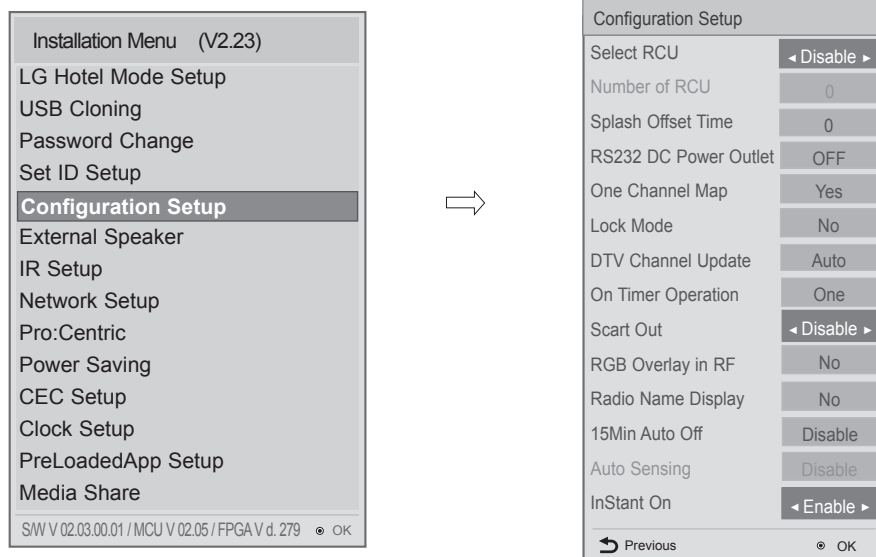 Installation Menu (V2.23)
LG Hotel Mode Setup
USB Cloning
Password Change
Set ID Setup
Configuration Setup
External Speaker
IR Setup
Network Setup
Pro:Centric
Power Saving
CEC Setup
Clock Setup
PreLoadedApp Setup
Media Share
S/W V 02.03.00.01 / MCU V 02.05 / FPGA V d. 279 ◉ OK
Configuration Setup
Select RCU ◄ Disable ►
Number of RCU 0
Splash Offset Time 0
RS232 DC Power Outlet OFF
One Channel Map Yes
Lock Mode No
DTV Channel Update Auto
On Timer Operation One
Scart Out ◄ Disable ►
RGB Overlay in RF No
Radio Name Display No
15Min Auto Off Disable
Auto Sensing Disable
InStant On ◄ Enable ►
Previous ◉ OK